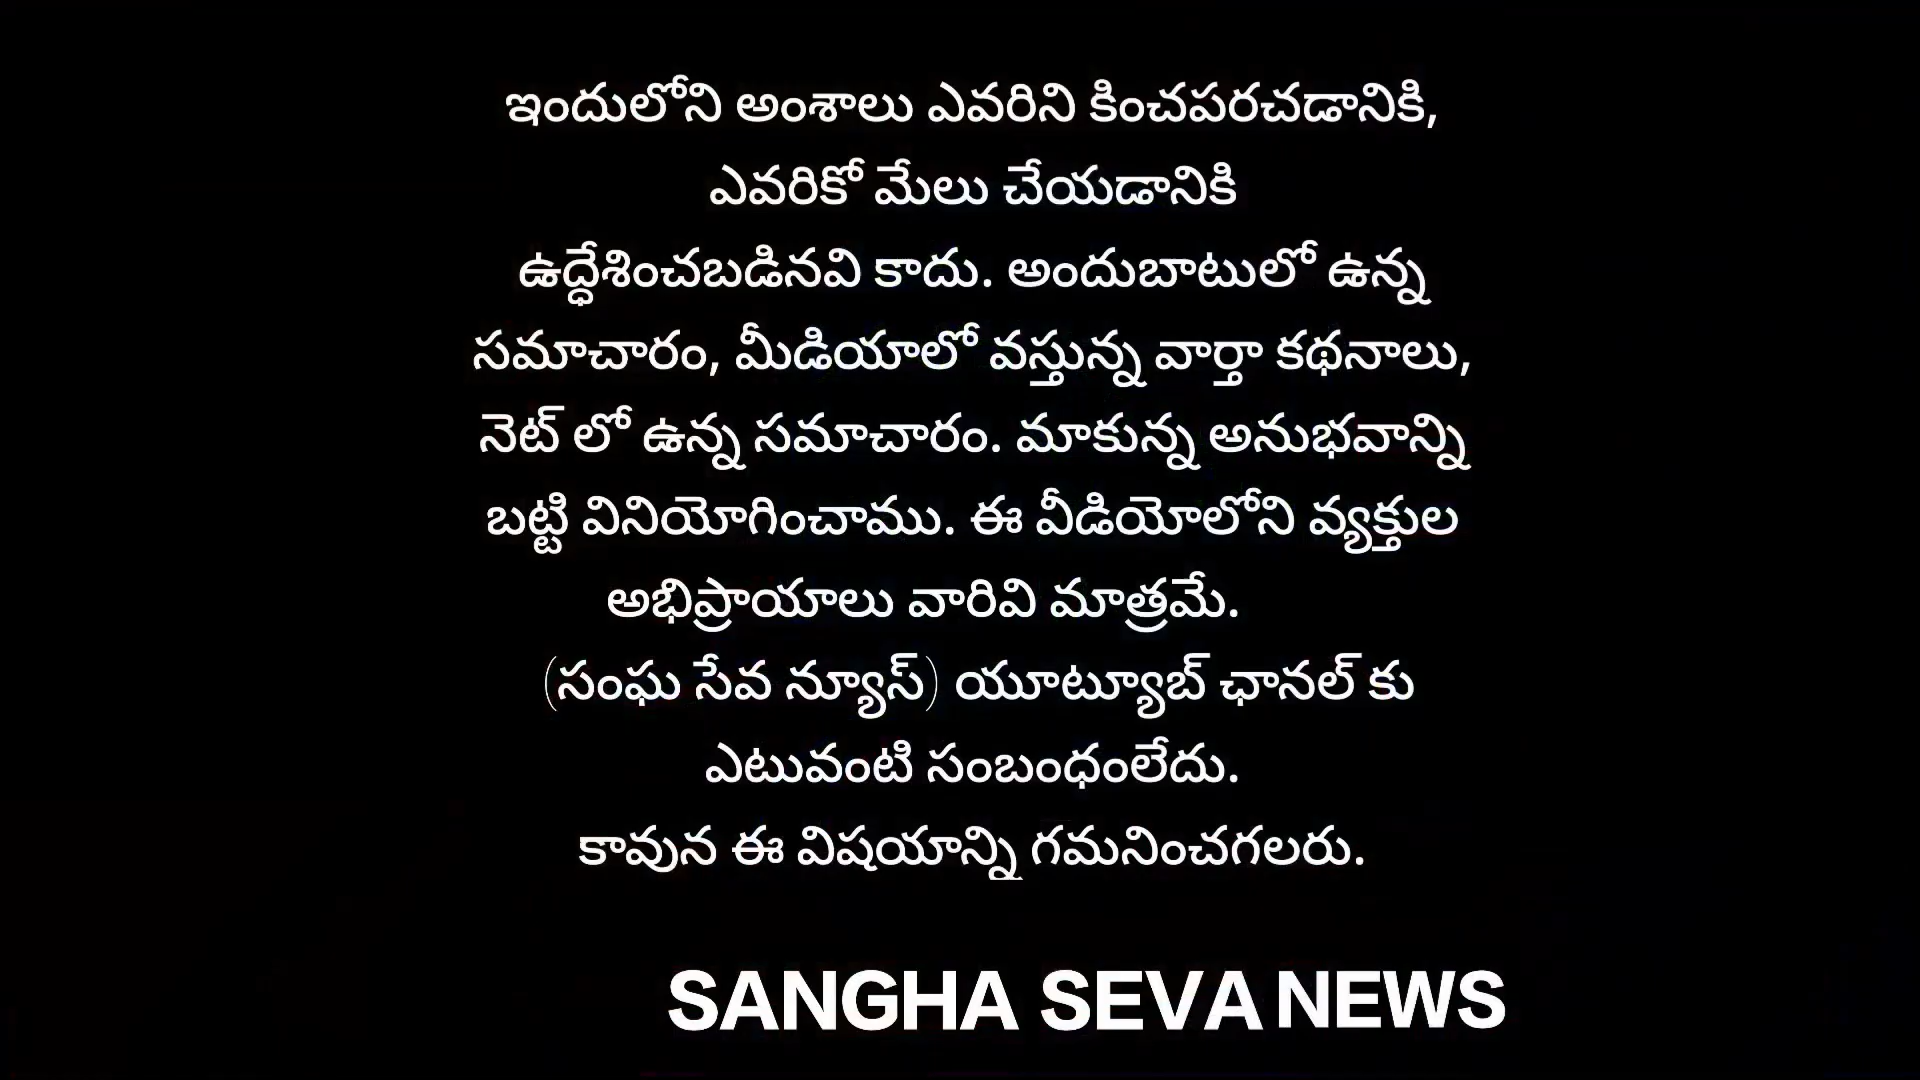 ఇందులోని అంశాలు ఎవరిని కించపరచడానికి,
ఎవరికో మేలు చేయడానికి
ఉద్ధేశించబడినవి కాదు. అందుబాటులో ఉన్న
సమాచారం, మీడియాలో వస్తున్న వార్తా కథనాలు,
నెట్ లో ఉన్న సమాచారం. మాకున్న అనుభవాన్ని
బట్టి వినియోగించాము. ఈ వీడియోలోని వ్యక్తుల
అభిప్రాయాలు వారివి మాత్రమే.
(సంఘ సేవ న్యూస్) యూట్యూబ్ ఛానల్ కు
ఎటువంటి సంబంధంలేదు.
కావున ఈ విషయాన్ని గమనించగలరు.
SANGHA SEVA NEWS